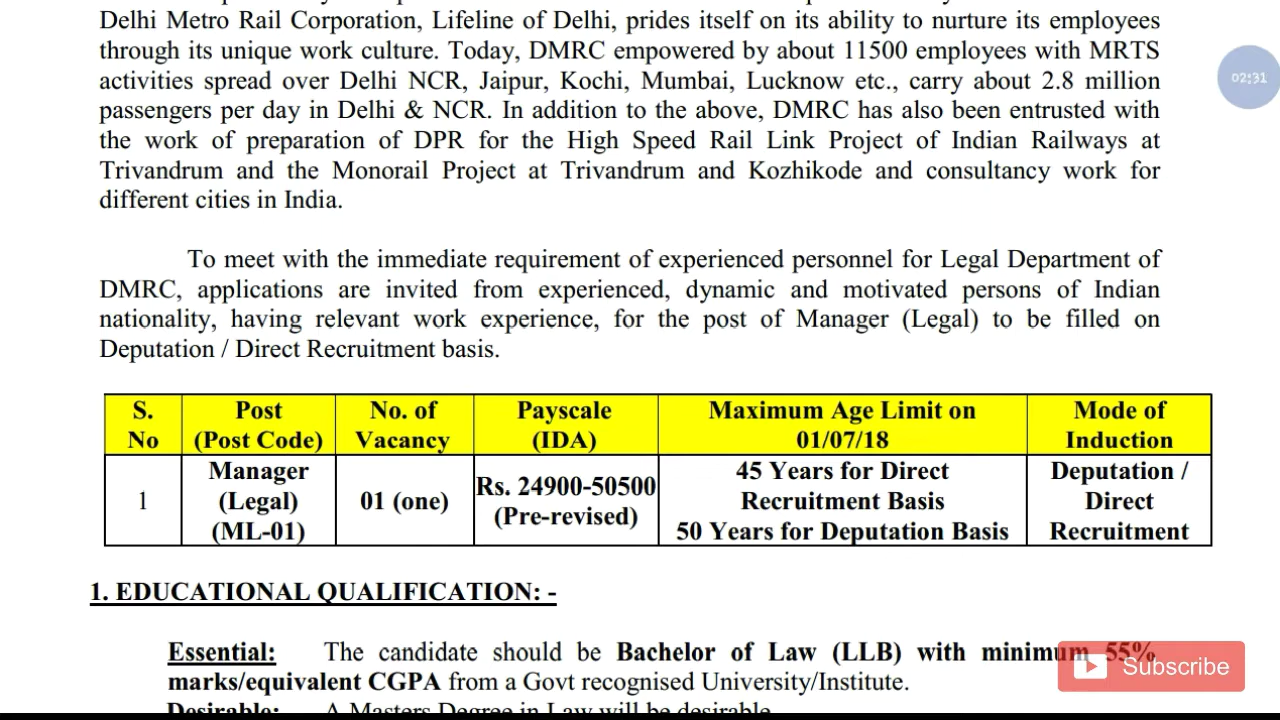 Delhi Metro Rail Corporation, Lifeline of Delhi, prides itself on its ability to nurture its employees
through its unique work culture. Today, DMRC empowered by about 11500 employees with MRTS
activities spread over Delhi NCR, Jaipur, Kochi, Mumbai, Lucknow etc., carry about 2.8 million
passengers per day in Delhi & NCR. In addition to the above, DMRC has also been entrusted with
the work of preparation of DPR for the High Speed Rail Link Project of Indian Railways at
Trivandrum and the Monorail Project at Trivandrum and Kozhikode and consultancy work for
different cities in India.
To meet with the immediate requirement of experienced personnel for Legal Department of
DMRC, applications are invited from experienced, dynamic and motivated persons of Indian
nationality, having relevant work experience, for the post of Manager (Legal) to be filled on
Deputation / Direct Recruitment basis.
S. Post No. of Payscale Maximum Age Limit on Mode of
No (Post Code) Vacancy (IDA) 01/07/18 Induction
Manager 45 Years for Direct Deputation /
1 (Legal) 01 (one) Rs. 24900-50500 Recruitment Basis Direct
(ML-01) (Pre-revised) 50 Years for Deputation Basis Recruitment
1. EDUCATIONAL QUALIFICATION: -
Essential: The candidate should be Bachelor of Law (LLB) with minimum 55%
marks/equivalent CGPA from a Govt recognised University/Institute.
Desirable: A Masters Degree in Law will be desirable
02:31
Subscribe